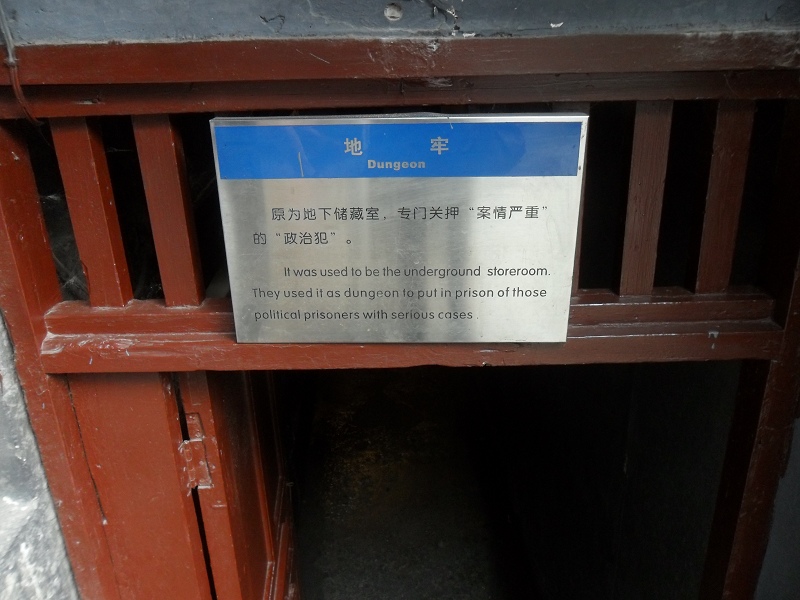 地 牢
Dungeon
原为地下储藏室，专门关押“案情严重”
的“政治犯”。
It was used to be the underground storeroom.
They used it as dungeon to put in prison of those
political prisoners with serious cases.